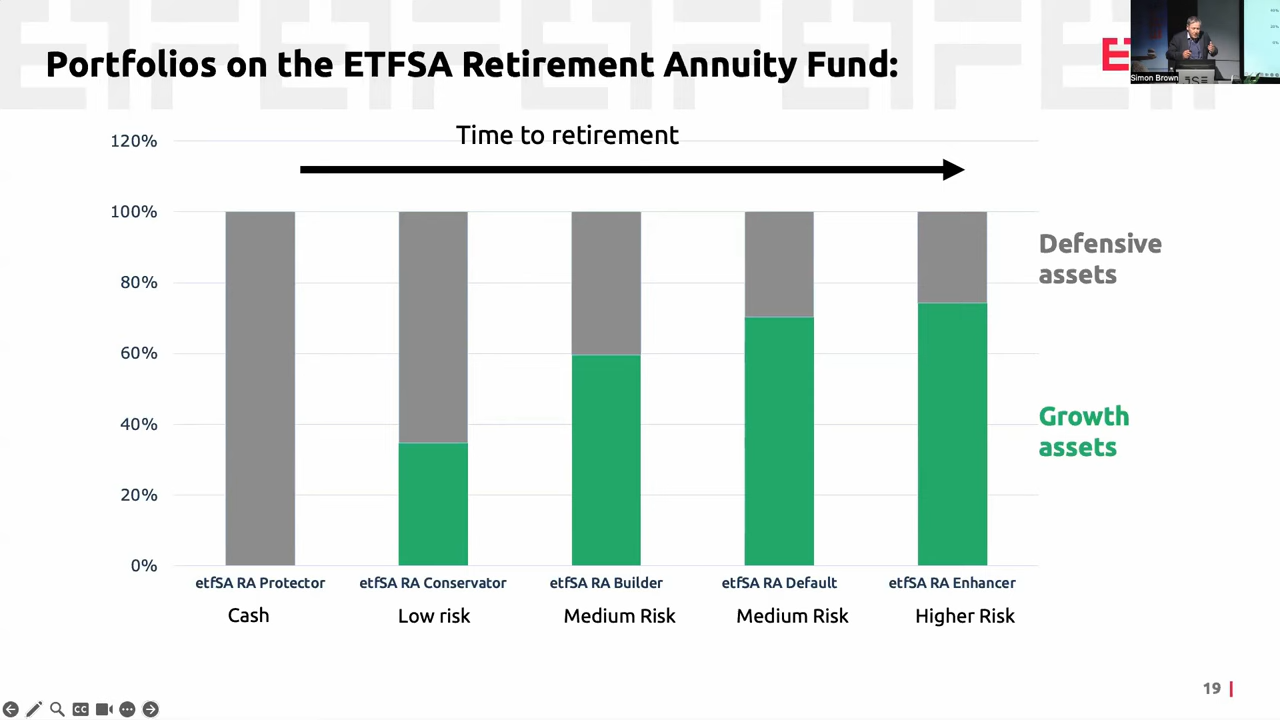 Portfolios on the ETFSA Retirement Annuity Fund:
Simon Brown
Time to retirement
120%
100%
80%
60%
40%
20%
0%
Defensive
assets
Growth
assets
etfSA RA Protector
etfSA RA Conservator
etfSA RA Builder
etfSA RA Default
etfSA RA Enhancer
Cash
Low risk
Medium Risk
Medium Risk
Higher Risk
19
CC